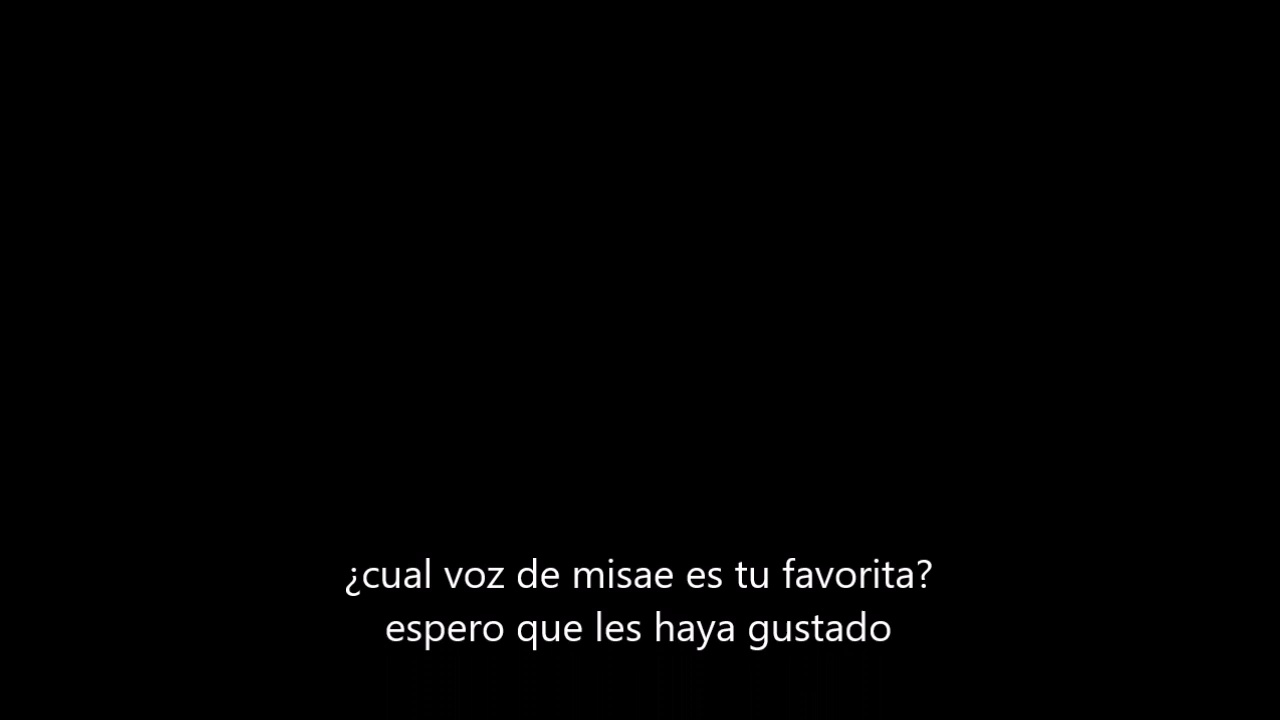 ¿cual voz de misae es tu favorita?
espero que les haya gustado